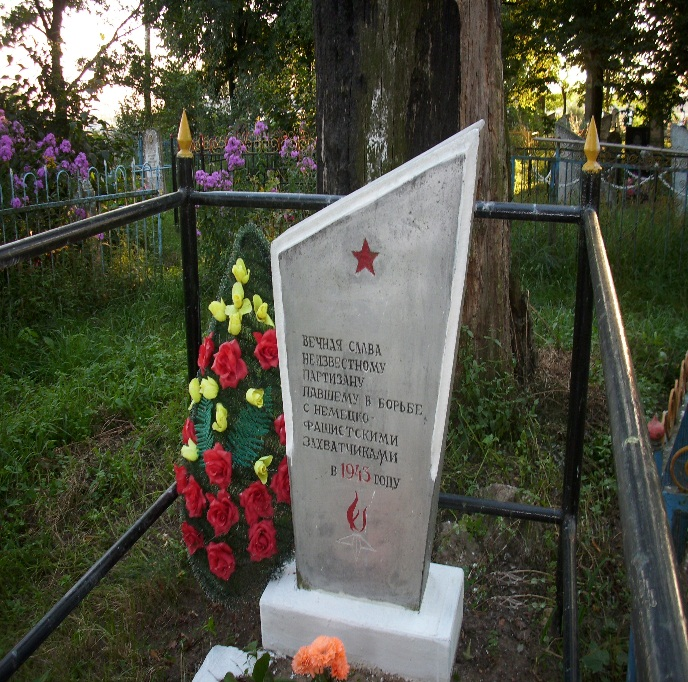 ВЕЧНАЯ СЛАВА
НЕИЗВЕСТНОМУ
ПАРТИЗАНУ
ПАВШЕМУ В БОРЬБЕ
С НЕМЕЦКО-
ФАШИСТСКИМИ
ЗАХВАТЧИКАМИ
В 1943 ГОДУ